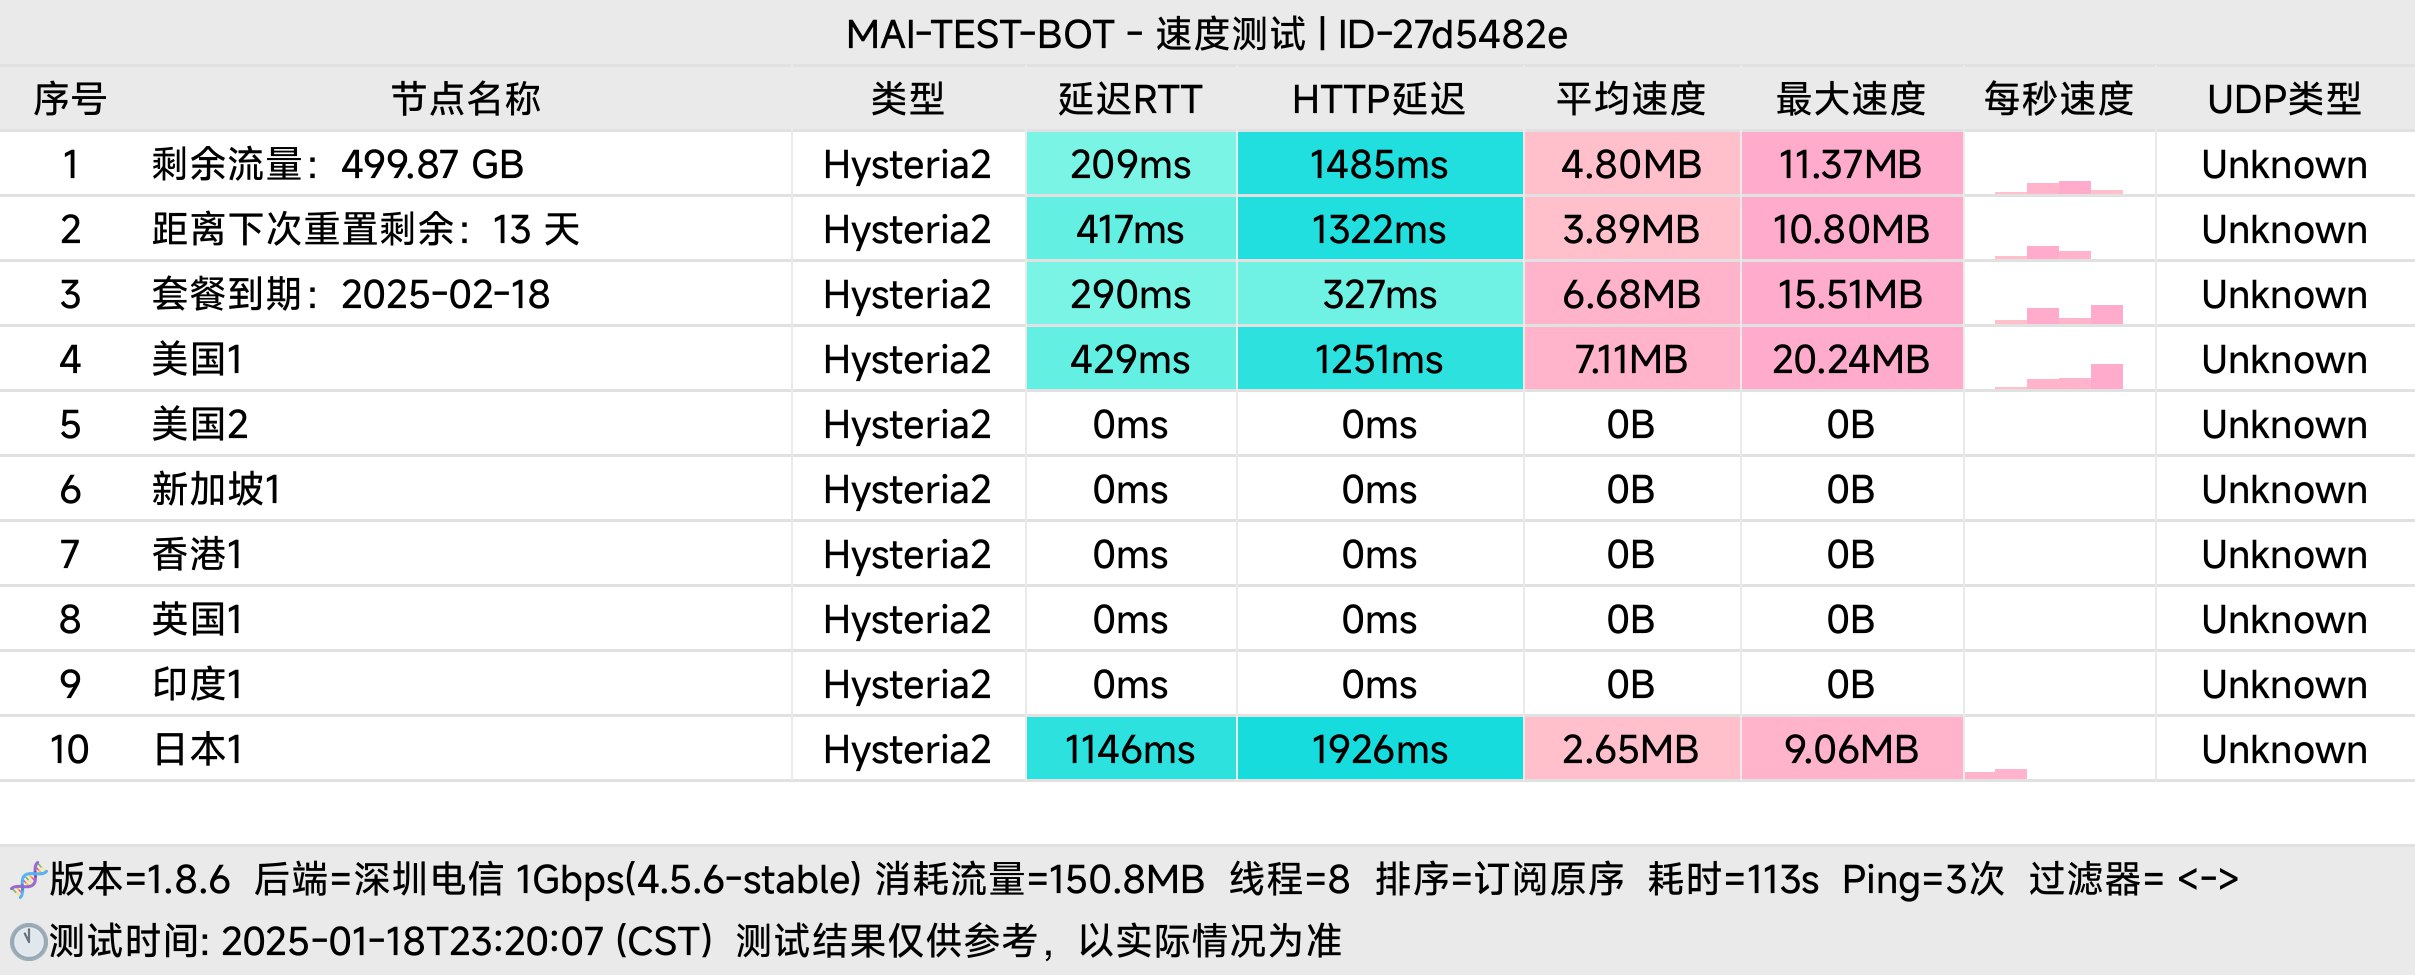 MAI-TEST-BOT - 速度测试 | ID-27d5482e
序号 节点名称 类型 延迟RTT HTTP延迟 平均速度 最大速度 每秒速度 UDP类型
1 剩余流量：499.87 GB Hysteria2 209ms 1485ms 4.80MB 11.37MB Unknown
2 距离下次重置剩余：13 天 Hysteria2 417ms 1322ms 3.89MB 10.80MB Unknown
3 套餐到期：2025-02-18 Hysteria2 290ms 327ms 6.68MB 15.51MB Unknown
4 美国1 Hysteria2 429ms 1251ms 7.11MB 20.24MB Unknown
5 美国2 Hysteria2 0ms 0ms 0B 0B Unknown
6 新加坡1 Hysteria2 0ms 0ms 0B 0B Unknown
7 香港1 Hysteria2 0ms 0ms 0B 0B Unknown
8 英国1 Hysteria2 0ms 0ms 0B 0B Unknown
9 印度1 Hysteria2 0ms 0ms 0B 0B Unknown
10 日本1 Hysteria2 1146ms 1926ms 2.65MB 9.06MB Unknown
🧬版本=1.8.6 后端=深圳电信 1Gbps(4.5.6-stable) 消耗流量=150.8MB 线程=8 排序=订阅原序 耗时=113s Ping=3次 过滤器= <->
🕚测试时间: 2025-01-18T23:20:07 (CST) 测试结果仅供参考，以实际情况为准